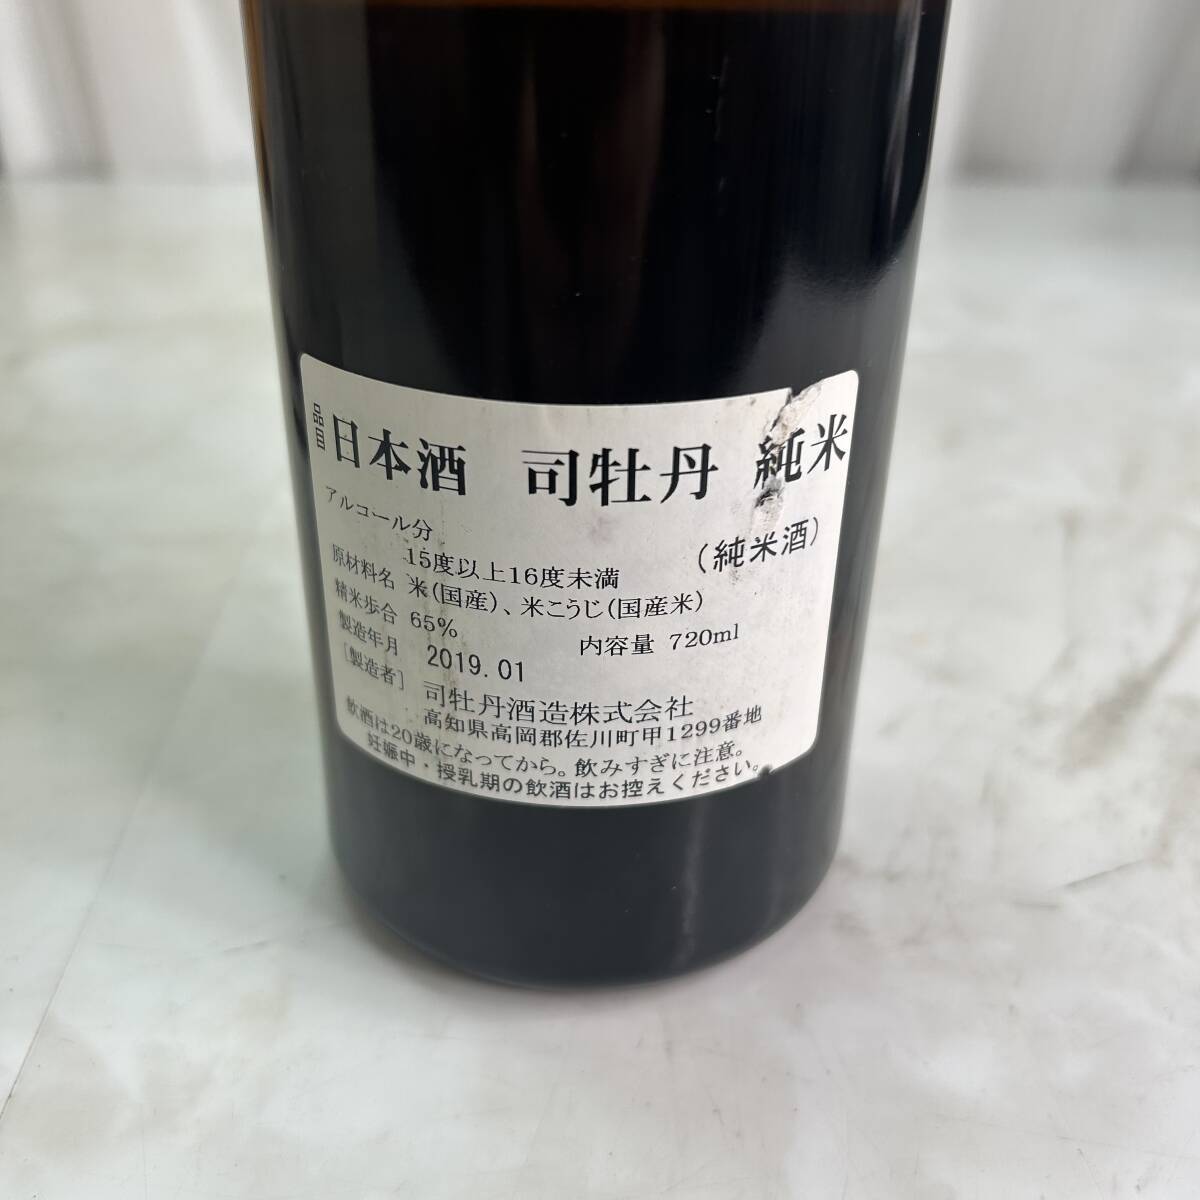 品目 日本酒 司牡丹 純米
(純米酒)
アルコール分
15度以上16度未満
原材料名 米(国産)、米こうじ(国産米)
精米歩合 65%
内容量 720ml
製造年月 2019.01
[製造者] 司牡丹酒造株式会社
高知県高岡郡佐川町甲1299番地
飲酒は20歳になってから。飲みすぎに注意。
妊娠中・授乳期の飲酒はお控えください。